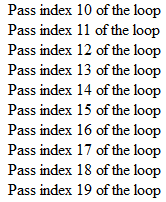 Pass index 10 of the loop
Pass index 11 of the loop
Pass index 12 of the loop
Pass index 13 of the loop
Pass index 14 of the loop
Pass index 15 of the loop
Pass index 16 of the loop
Pass index 17 of the loop
Pass index 18 of the loop
Pass index 19 of the loop